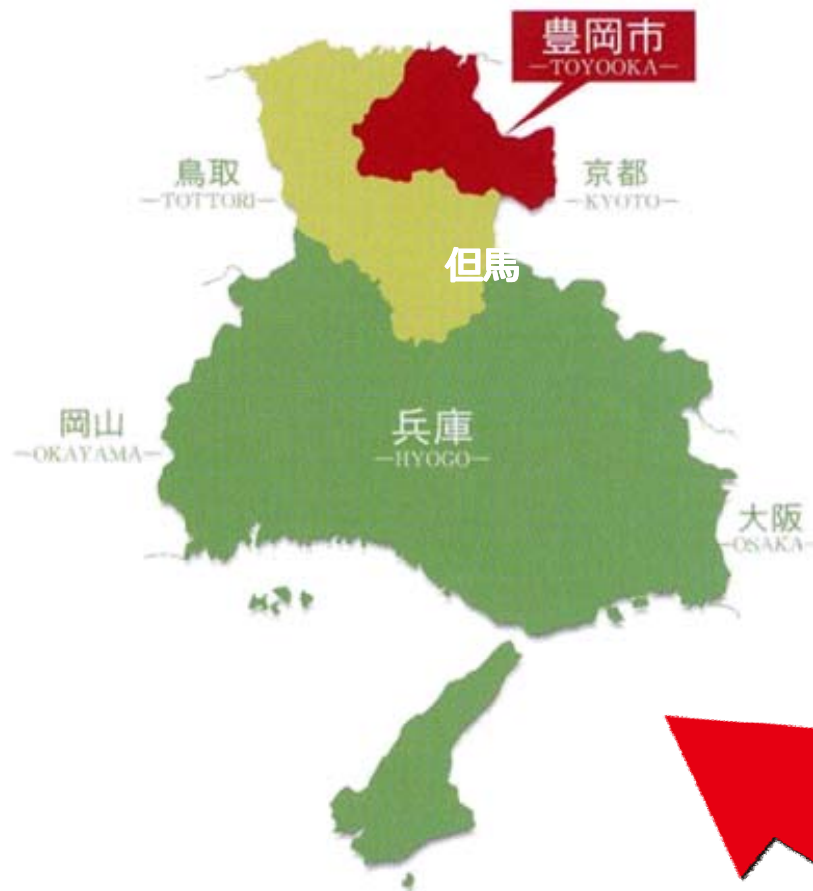 豊岡市
—TOYOOKA—
鳥取
—TOTTORI—
京都
—KYOTO—
但馬
岡山
—OKAYAMA—
兵庫
—HYOGO—
大阪
—OSAKA—